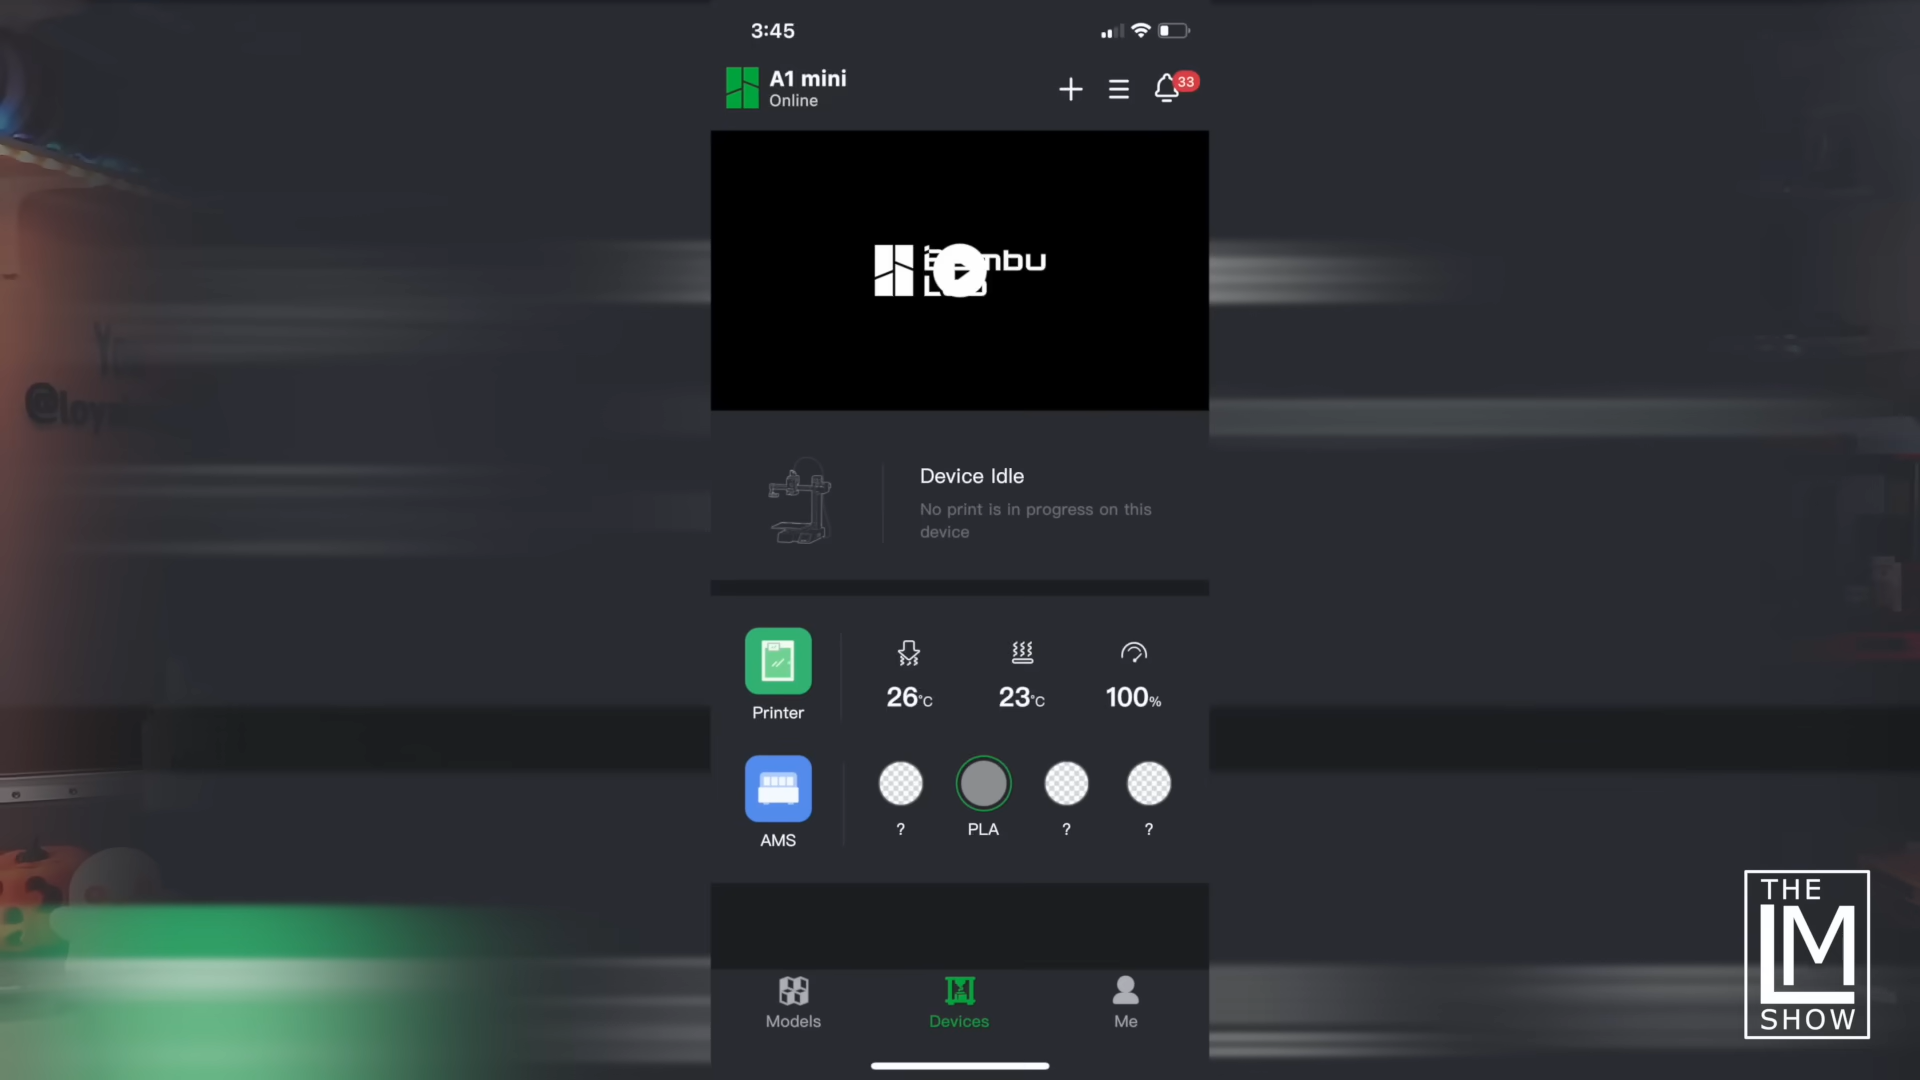 3:45
A1 mini
33
Online
Device Idle
No print is in progress on this
device
26°C
23°C
100%
Printer
?
PLA
?
?
AMS
Models
Devices
Me
THE
LM
SHOW